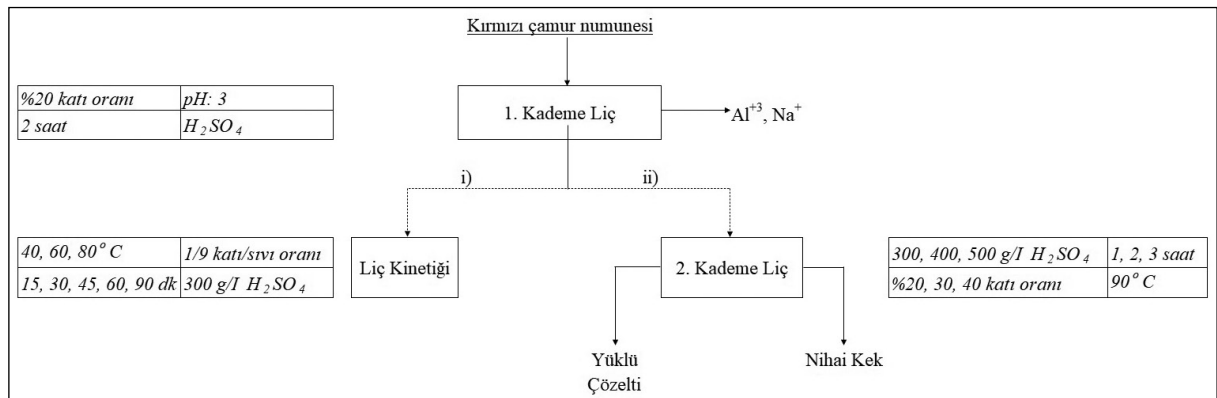 Kırmızı çamur numunesi
%20 katı oranı pH: 3
2 saat H2SO4
1. Kademe Liç
Al+3, Na+
i)
ii)
40, 60, 80° C 1/9 katı/sıvı oranı
15, 30, 45, 60, 90 dk 300 g/I H2SO4
Liç Kinetiği
2. Kademe Liç
300, 400, 500 g/I H2SO4 1, 2, 3 saat
%20, 30, 40 katı oranı 90° C
Yüklü
Çözelti
Nihai Kek